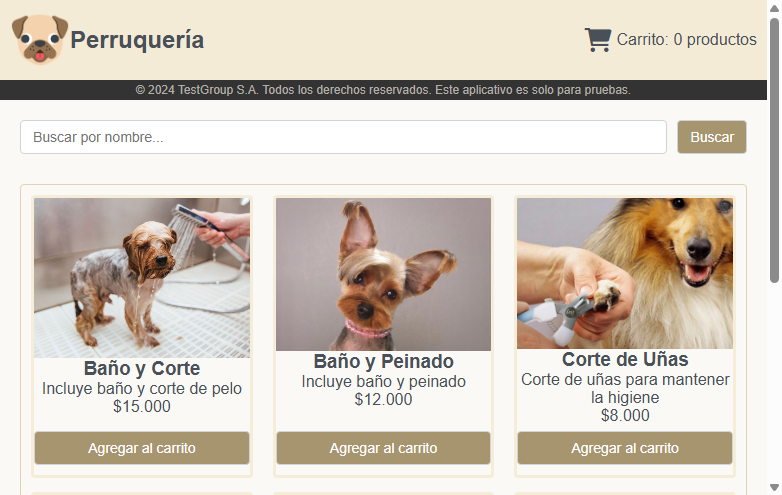 Perruquería
Carrito: 0 productos
© 2024 TestGroup S.A. Todos los derechos reservados. Este aplicativo es solo para pruebas.
Buscar por nombre...
Buscar
Baño y Corte
Incluye baño y corte de pelo
$15.000
Agregar al carrito
Baño y Peinado
Incluye baño y peinado
$12.000
Agregar al carrito
Corte de Uñas
Corte de uñas para mantener
la higiene
$8.000
Agregar al carrito